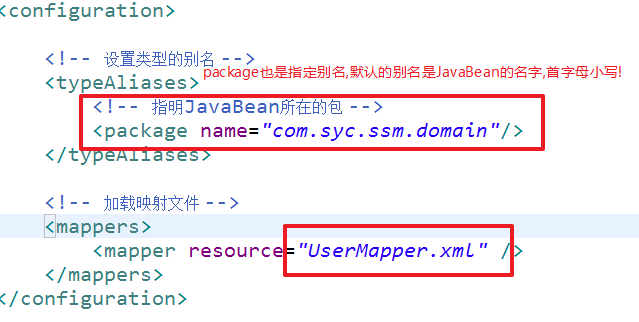 <configuration>
<!-- 设置类型的别名 -->
<typeAliases>
package也是指定别名,默认的别名是JavaBean的名字,首字母小写!
<!-- 指明JavaBean所在的包 -->
<package name="com.syc.ssm.domain"/>
</typeAliases>
<!-- 加载映射文件 -->
<mappers>
<mapper resource="UserMapper.xml" />
</mappers>
</configuration>